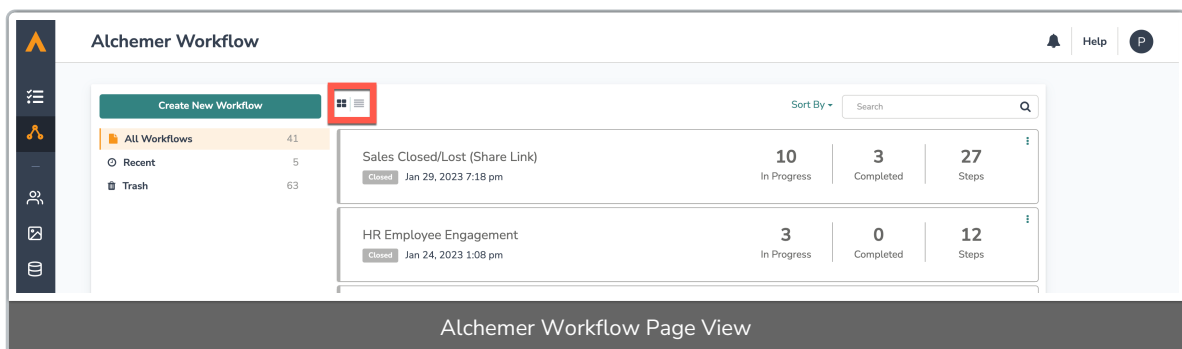 Alchemer Workflow
Help
P
Create New Workflow
Sort By
Search
All Workflows 41
Recent 5
Trash 63
Sales Closed/Lost (Share Link)
Closed Jan 29, 2023 7:18 pm
10 3 27
In Progress Completed Steps
HR Employee Engagement
Closed Jan 24, 2023 1:08 pm
3 0 12
In Progress Completed Steps
Alchemer Workflow Page View